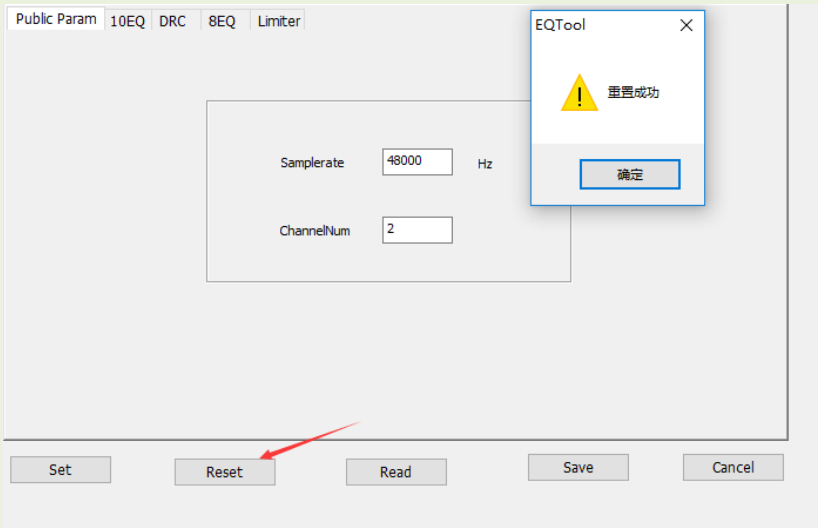 Public Param 10EQ DRC 8EQ Limiter
EQTool
重置成功
确定
Samplerate 48000 Hz
ChannelNum 2
Set Reset Read Save Cancel